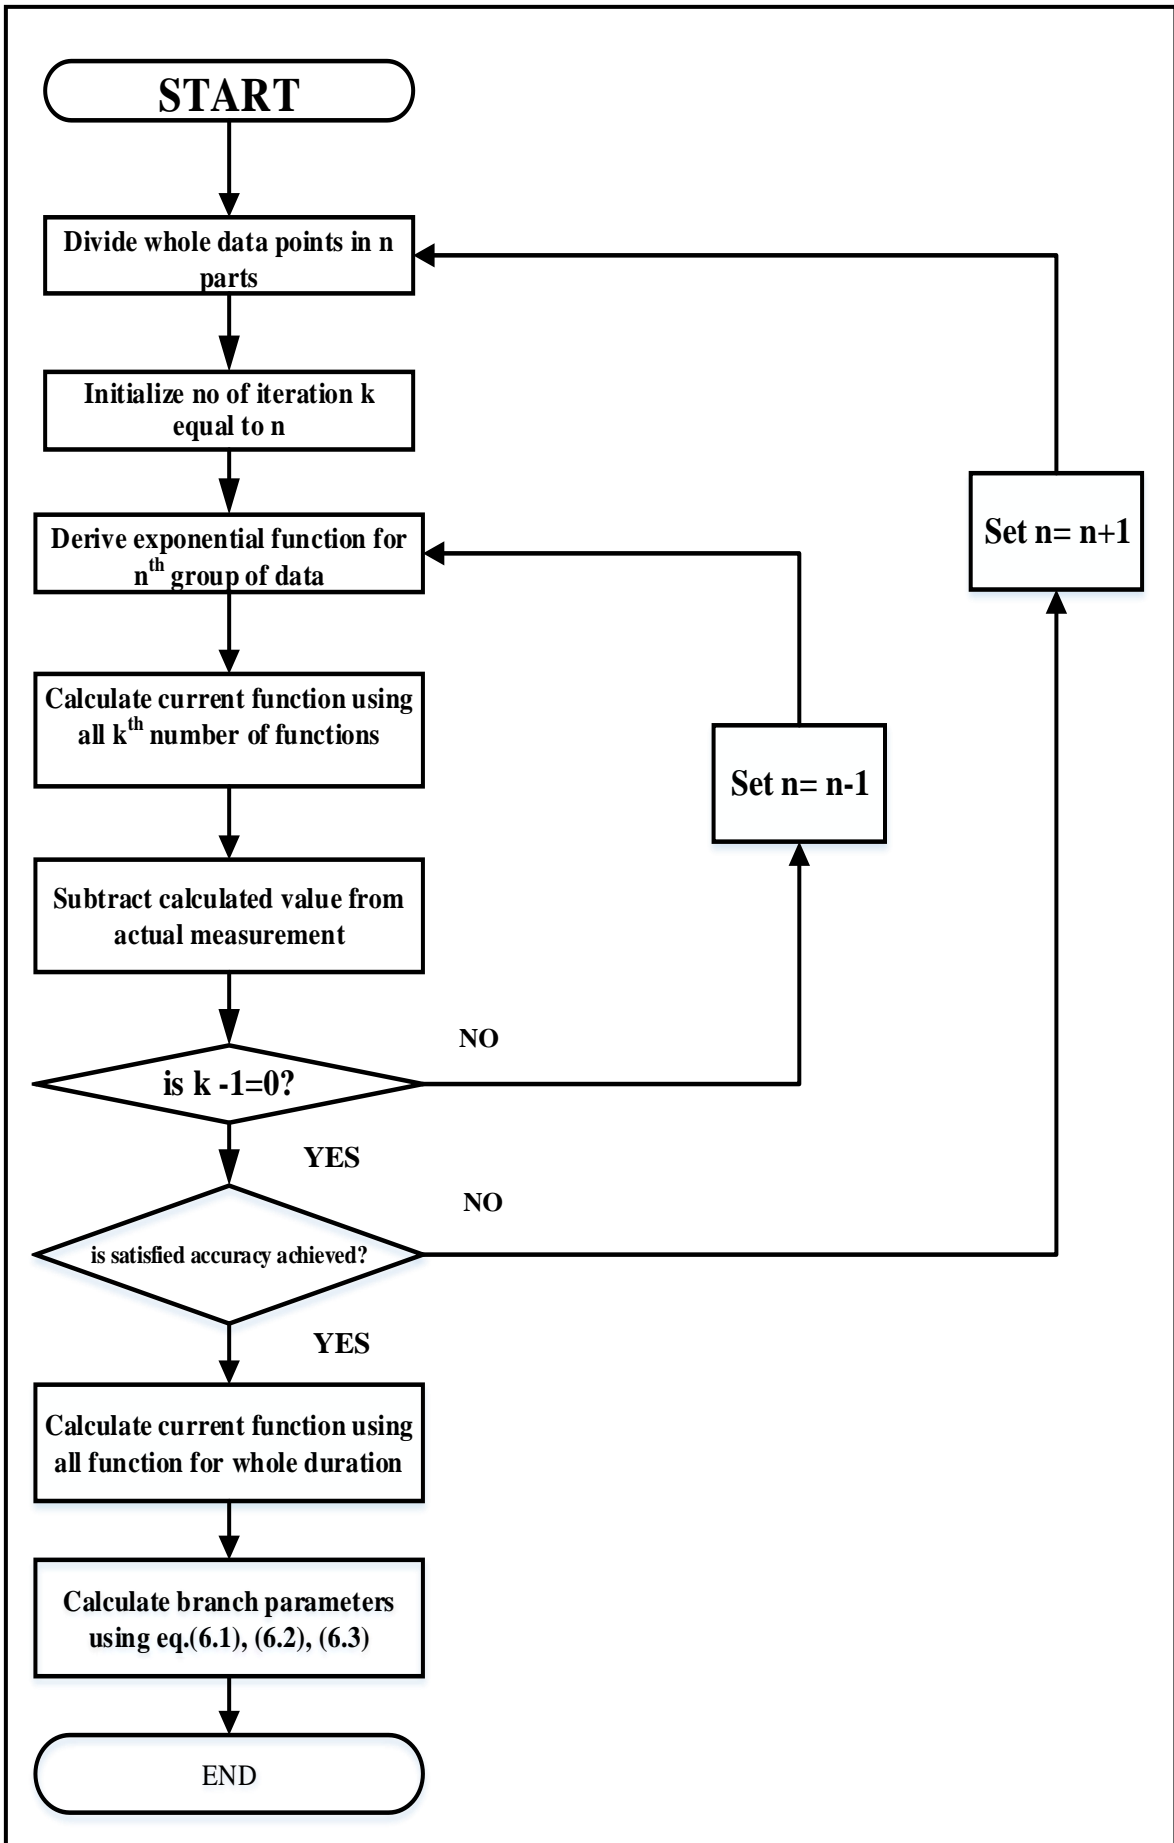 START
Divide whole data points in n
parts
Initialize no of iteration k
equal to n
Derive exponential function for
nth group of data
Set n= n+1
Calculate current function using
all kth number of functions
Set n= n-1
Subtract calculated value from
actual measurement
NO
is k -1=0?
YES
NO
is satisfied accuracy achieved?
YES
Calculate current function using
all function for whole duration
Calculate branch parameters
using eq.(6.1), (6.2), (6.3)
END